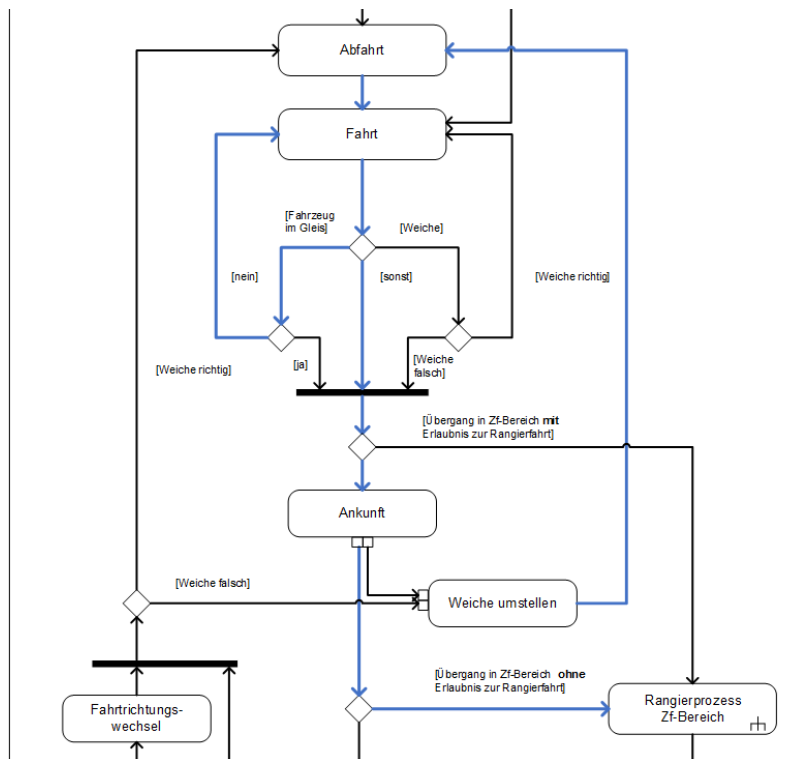 Abfahrt
Fahrt
[Fahrzeug
im Gleis]
[Weiche]
[nein]
[sonst]
[Weiche richtig]
[Weiche richtig]
[ja]
[Weiche
falsch]
[Übergang in Zf-Bereich mit
Erlaubnis zur Rangierfahrt]
Ankunft
[Weiche falsch]
Weiche umstellen
[Übergang in Zf-Bereich ohne
Erlaubnis zur Rangierfahrt]
Fahrtrichtungs-
wechsel
Rangierprozess
Zf-Bereich